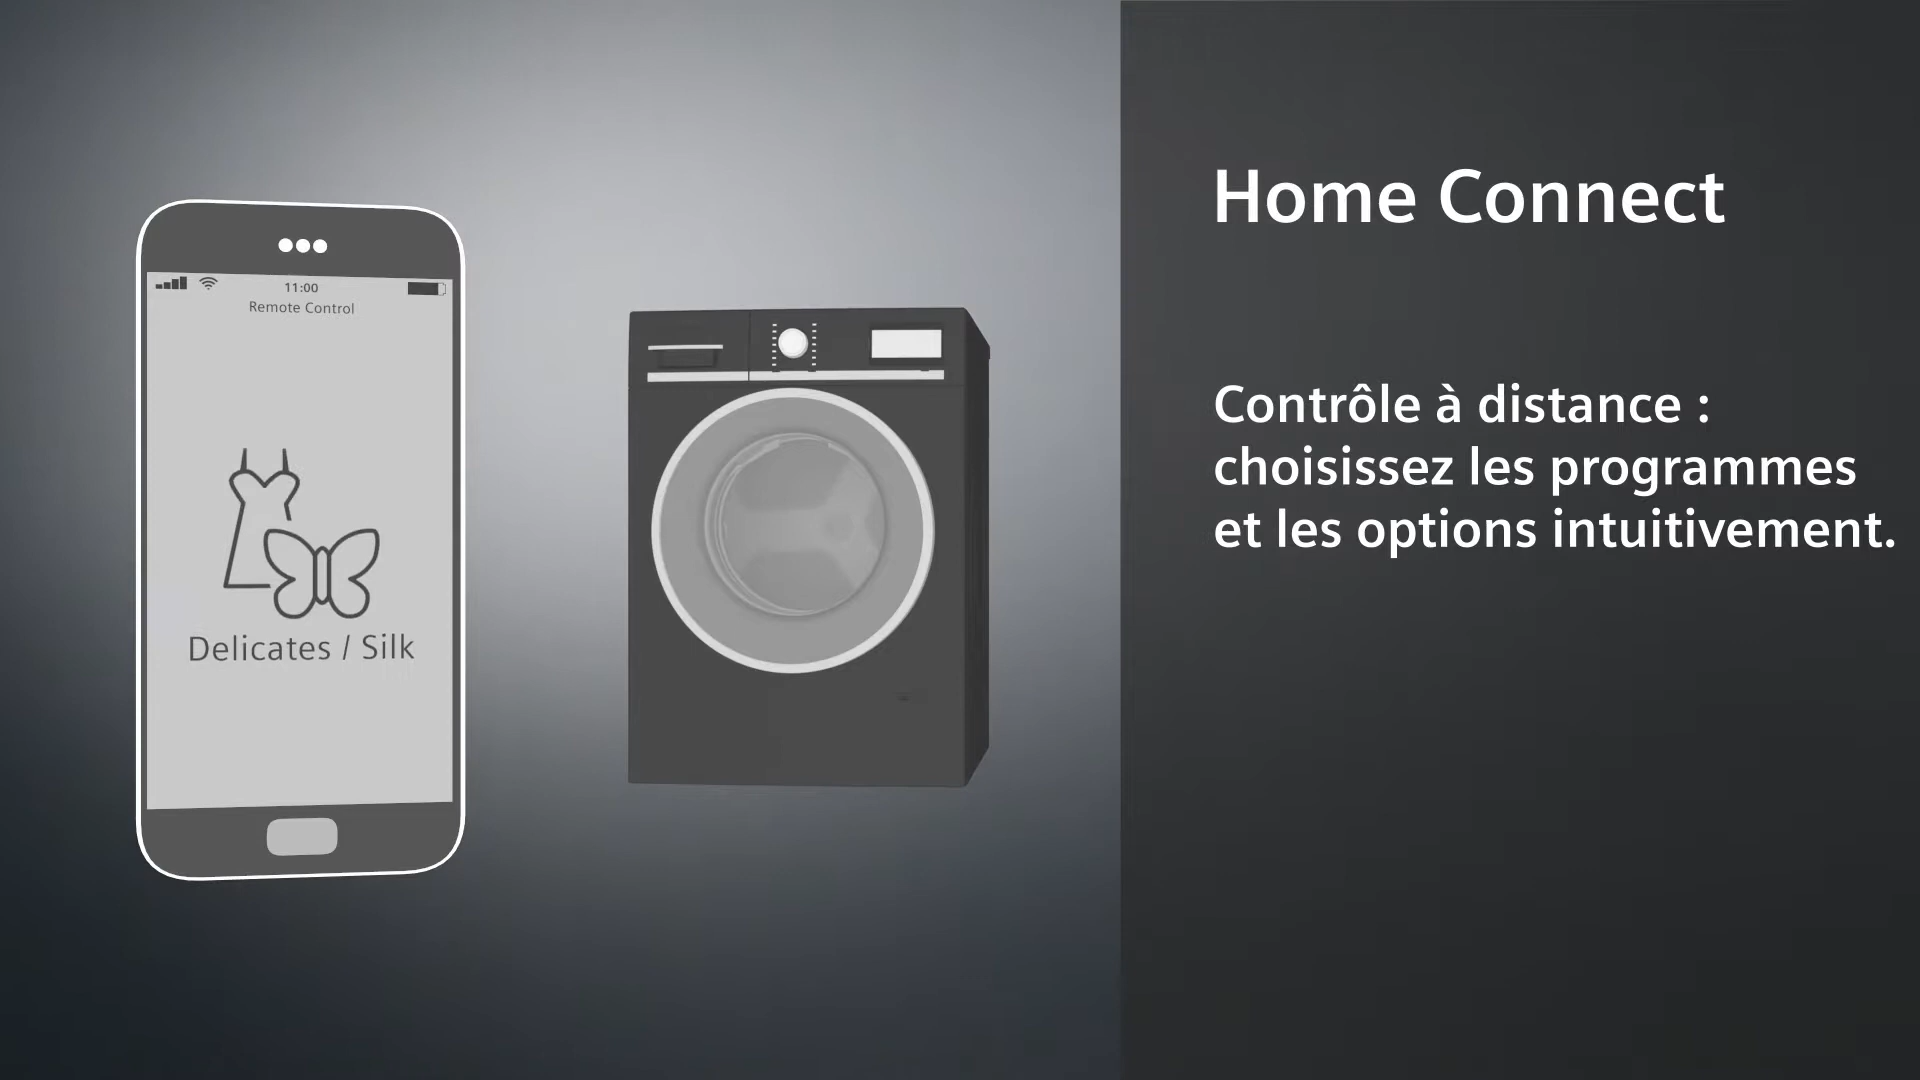 11:00
Remote Control
Delicates / Silk
Home Connect
Contrôle à distance :
choisissez les programmes
et les options intuitivement.